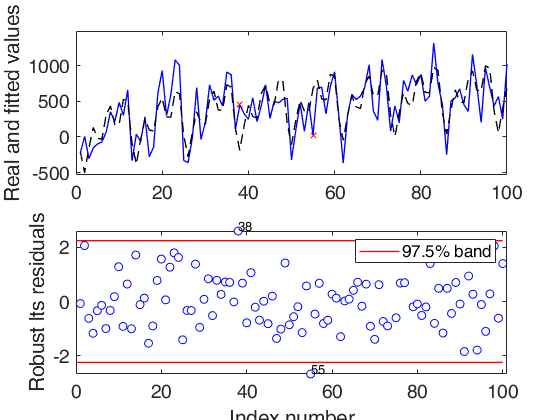 Real and fitted values
1000
500
0
-500
0 20 40 60 80 100
Robust lts residuals
38
97.5% band
2
0
-2
55
0 20 40 60 80 100
Index number